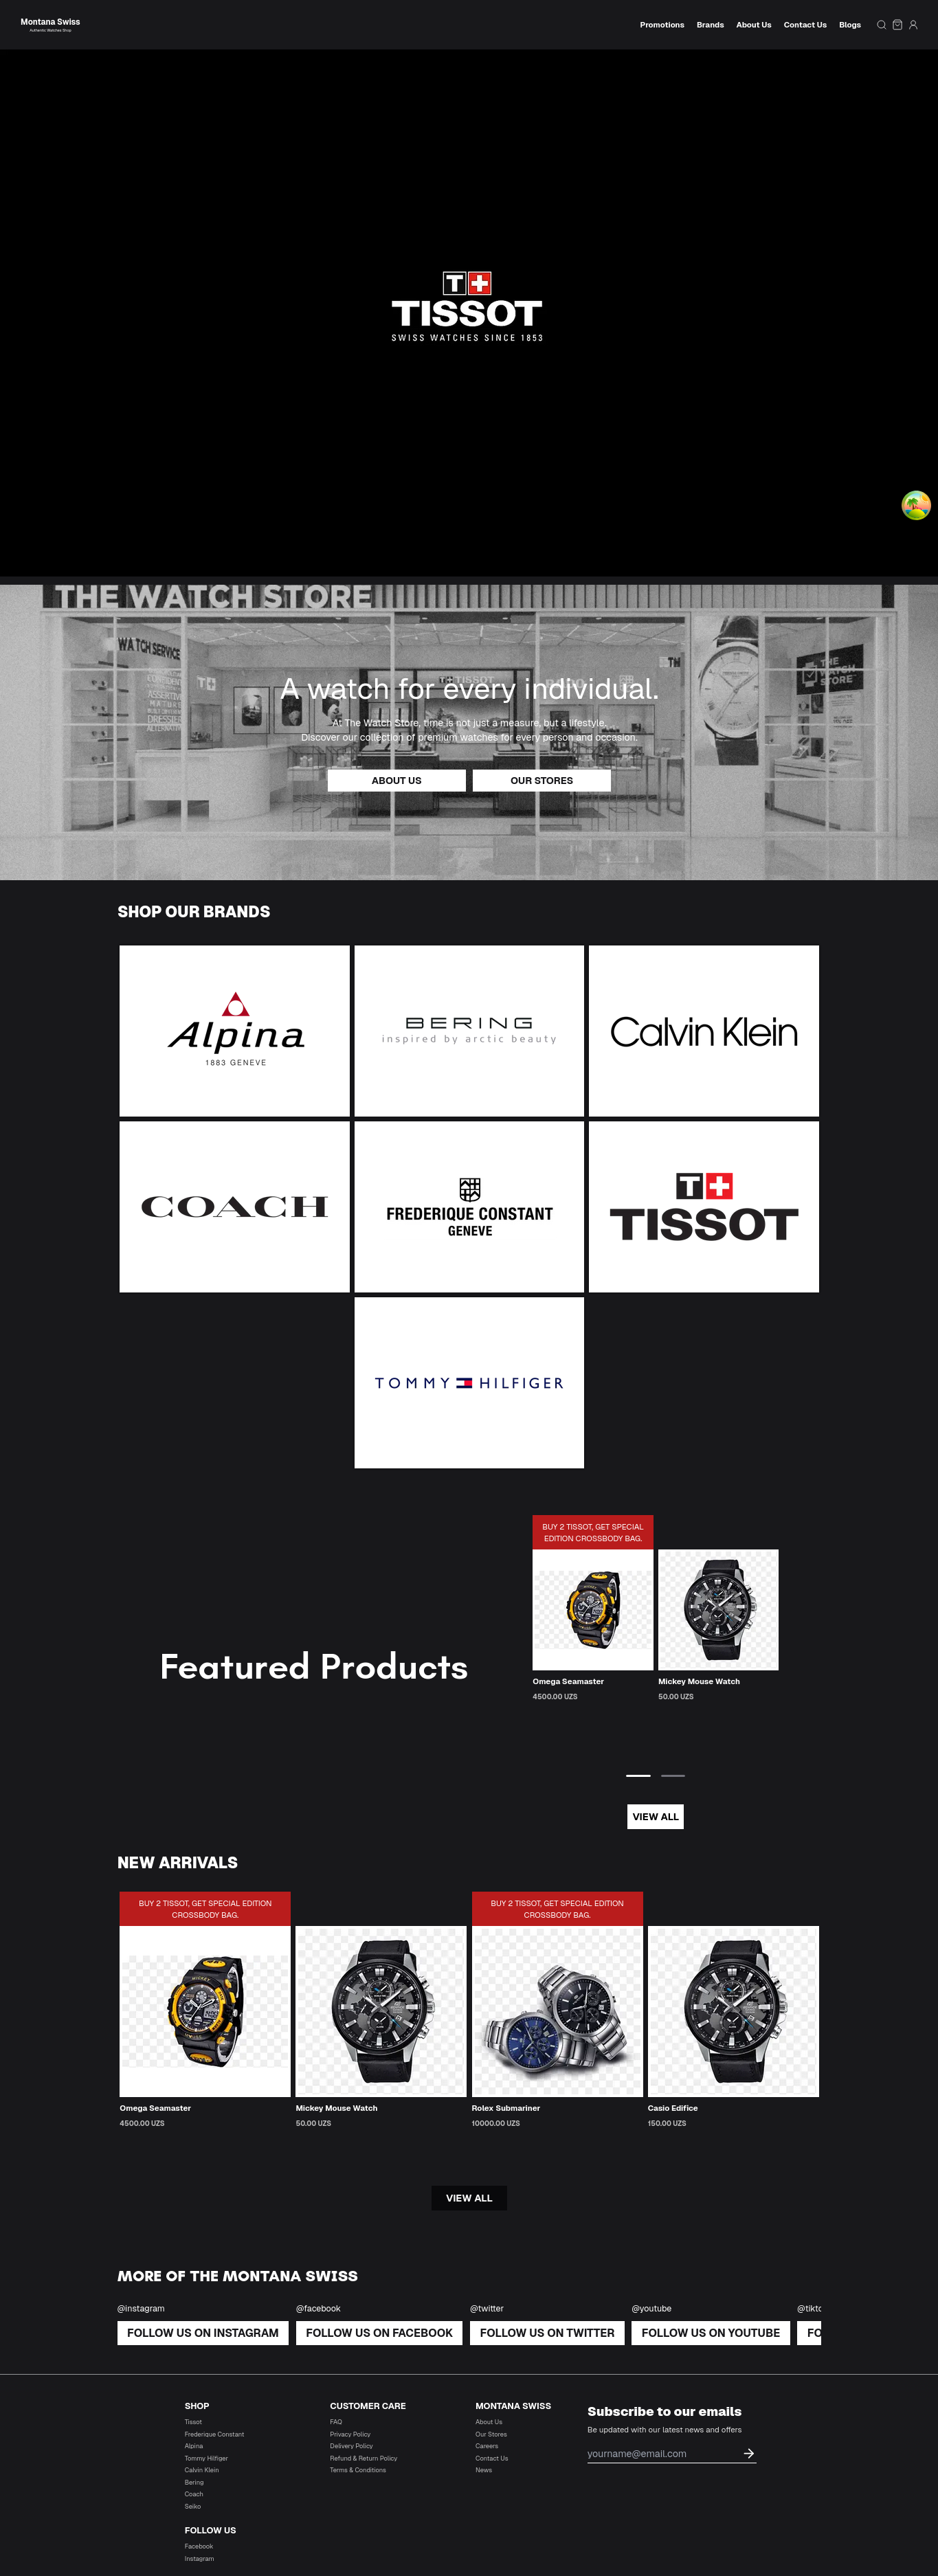 Montana Swiss
Authentic Watches Shop
Promotions
Brands
About Us
Contact Us
Blogs
T
TISSOT
SWISS WATCHES SINCE 1853
THE WATCH STORE
WATCH SERVICE
A watch for every individual.
At The Watch Store, time is not just a measure, but a lifestyle.
Discover our collection of premium watches for every person and occasion.
ABOUT US
OUR STORES
SHOP OUR BRANDS
Alpina
1883 GENEVE
BERING
inspired by arctic beauty
Calvin Klein
COACH
FREDERIQUE CONSTANT
GENEVE
T
TISSOT
TOMMY HILFIGER
BUY 2 TISSOT, GET SPECIAL
EDITION CROSSBODY BAG.
Featured Products
Omega Seamaster
4500.00 UZS
Mickey Mouse Watch
50.00 UZS
VIEW ALL
NEW ARRIVALS
BUY 2 TISSOT, GET SPECIAL EDITION
CROSSBODY BAG.
BUY 2 TISSOT, GET SPECIAL EDITION
CROSSBODY BAG.
Omega Seamaster
4500.00 UZS
Mickey Mouse Watch
50.00 UZS
Rolex Submariner
10000.00 UZS
Casio Edifice
150.00 UZS
VIEW ALL
MORE OF THE MONTANA SWISS
@instagram
FOLLOW US ON INSTAGRAM
@facebook
FOLLOW US ON FACEBOOK
@twitter
FOLLOW US ON TWITTER
@youtube
FOLLOW US ON YOUTUBE
@tikt
FO
SHOP
Tissot
Frederique Constant
Alpina
Tommy Hilfiger
Calvin Klein
Bering
Coach
Seiko
FOLLOW US
Facebook
Instagram
CUSTOMER CARE
FAQ
Privacy Policy
Delivery Policy
Refund & Return Policy
Terms & Conditions
MONTANA SWISS
About Us
Our Stores
Careers
Contact Us
News
Subscribe to our emails
Be updated with our latest news and offers
yourname@email.com